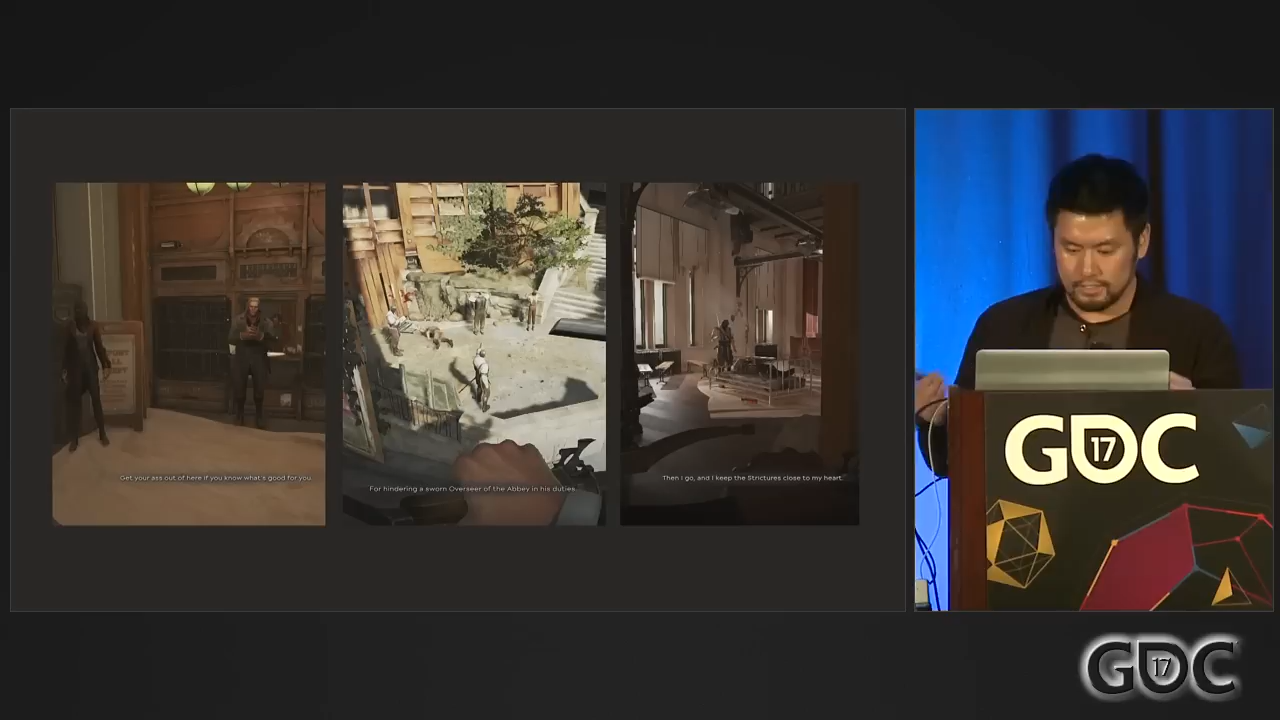 Get your ass out of here if you know what's good for you.
For hindering a sworn Overseer of the Abbey in his duties.
Then I go, and I keep the Strictures close to my heart.
GDC
17
GDC
17